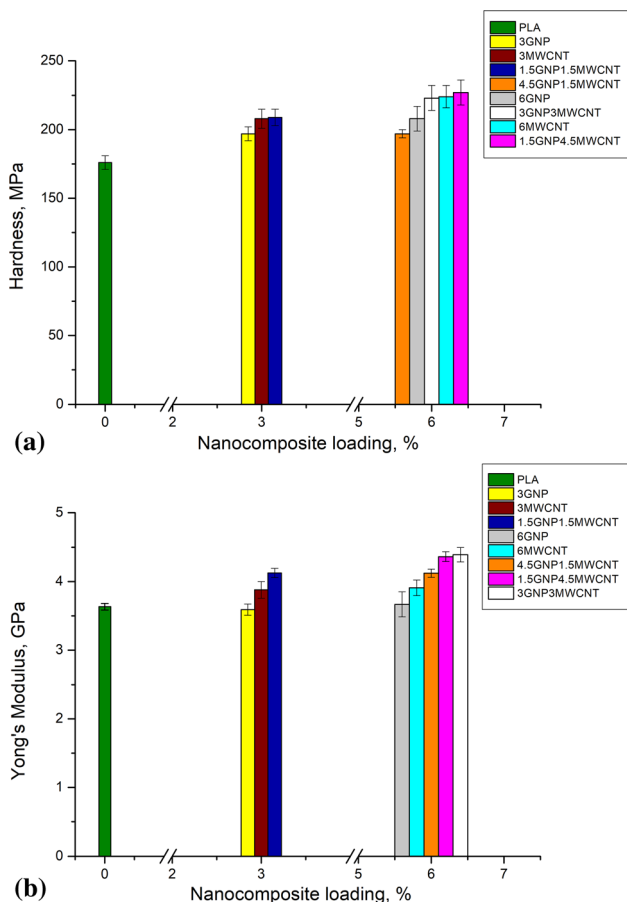 PLA
3GNP
3MWCNT
1.5GNP1.5MWCNT
4.5GNP1.5MWCNT
6GNP
3GNP3MWCNT
6MWCNT
1.5GNP4.5MWCNT
Hardness, MPa
250
200
150
100
50
0
0 2 3 5 6 7
Nanocomposite loading, %
(a)
PLA
3GNP
3MWCNT
1.5GNP1.5MWCNT
6GNP
6MWCNT
4.5GNP1.5MWCNT
1.5GNP4.5MWCNT
3GNP3MWCNT
Yong's Modulus, GPa
5
4
3
2
1
0
0 2 3 5 6 7
Nanocomposite loading, %
(b)